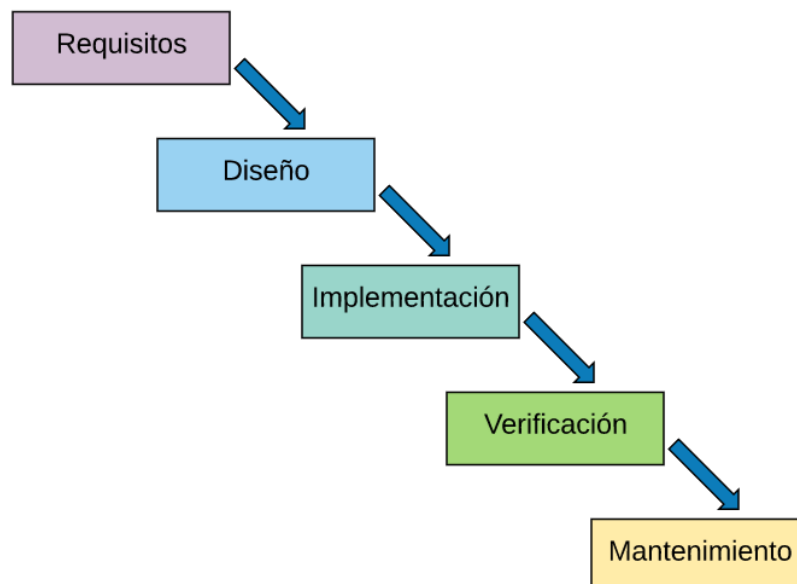 Requisitos
Diseño
Implementación
Verificación
Mantenimiento